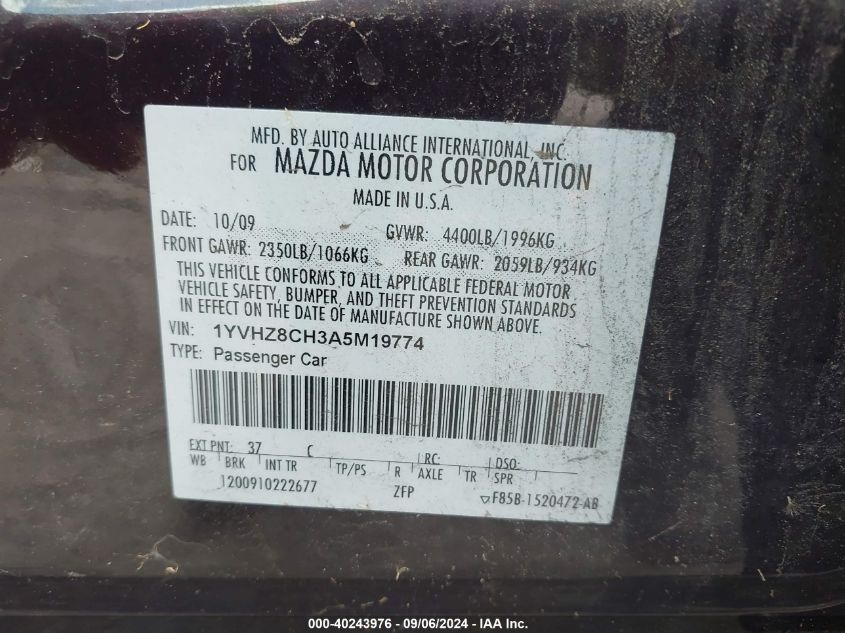 MFD. BY AUTO ALLIANCE INTERNATIONAL, INC.
FOR MAZDA MOTOR CORPORATION
MADE IN U.S.A.
DATE: 10/09 GVWR: 4400LB/1996KG
FRONT GAWR: 2350LB/1066KG REAR GAWR: 2059LB/934KG
THIS VEHICLE CONFORMS TO ALL APPLICABLE FEDERAL MOTOR
VEHICLE SAFETY, BUMPER, AND THEFT PREVENTION STANDARDS
IN EFFECT ON THE DATE OF MANUFACTURE SHOWN ABOVE.
VIN: 1YVHZ8CH3A5M19774
TYPE: Passenger Car
EXT PNT: 37 C RC: DSO:
WB BRK INT TR TP/PS R AXLE TR SPR
1200910222677 ZFP F85B-1520472-AB
000-40243976 - 09/06/2024 - IAA Inc.